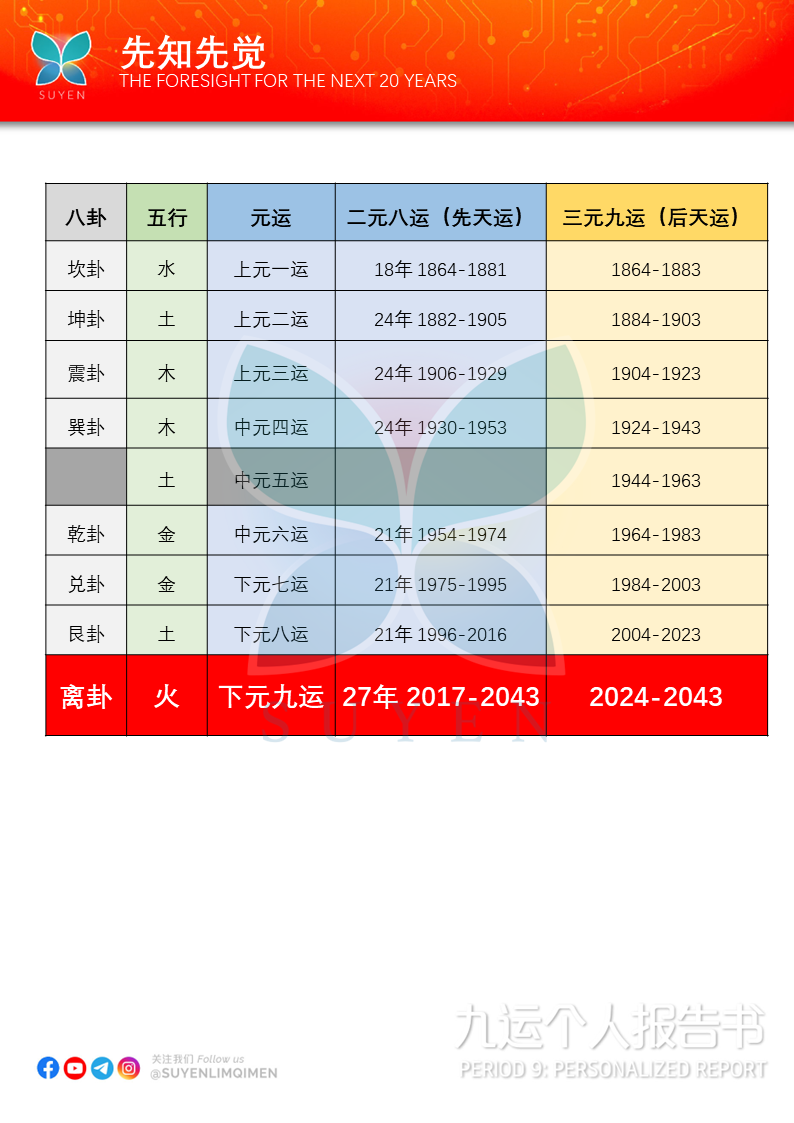 先知先觉
THE FORESIGHT FOR THE NEXT 20 YEARS
SUYEN
八卦 五行 元运 二元八运（先天运） 三元九运（后天运）
坎卦 水 上元一运 18年 1864-1881 1864-1883
坤卦 土 上元二运 24年 1882-1905 1884-1903
震卦 木 上元三运 24年 1906-1929 1904-1923
巽卦 木 中元四运 24年 1930-1953 1924-1943
土 中元五运 1944-1963
乾卦 金 中元六运 21年 1954-1974 1964-1983
兑卦 金 下元七运 21年 1975-1995 1984-2003
艮卦 土 下元八运 21年 1996-2016 2004-2023
离卦 火 下元九运 27年 2017-2043 2024-2043
SUYEN
九运个人报告书
PERIOD 9: PERSONALIZED REPORT
关注我们 Follow us
@SUYENLIMQIMEN